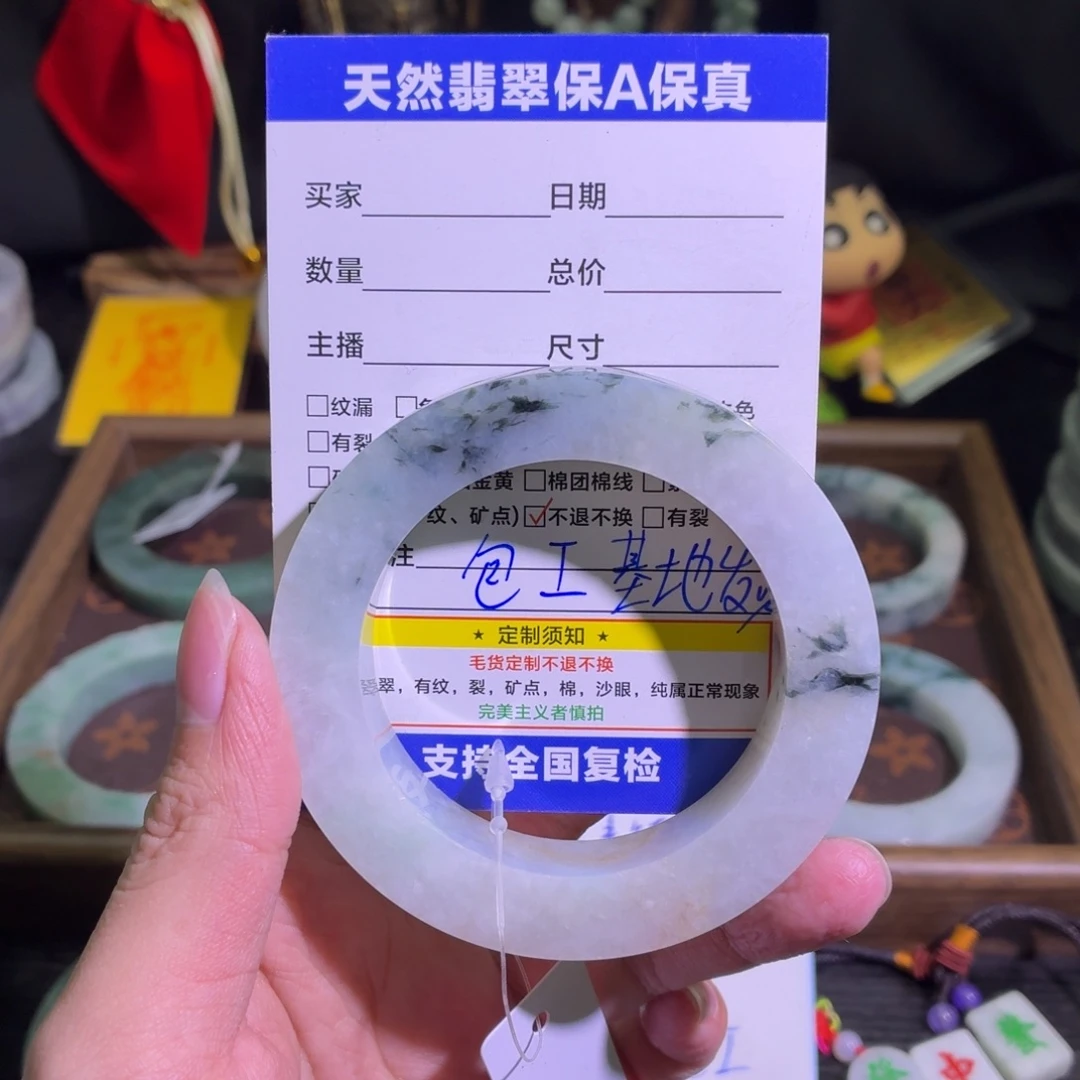 天然翡翠保A保真
买家 日期
数量 总价
主播 尺寸
□纹漏 □ 色
□有裂
□ 金黄 □棉团棉线 □
纹、矿点) ☑不退不换 □有裂
注 包工 基地发
★ 定制须知 ★
毛货定制不退不换
翠，有纹，裂，矿点，棉，沙眼，纯属正常现象
完美主义者慎拍
支持全国复检
中